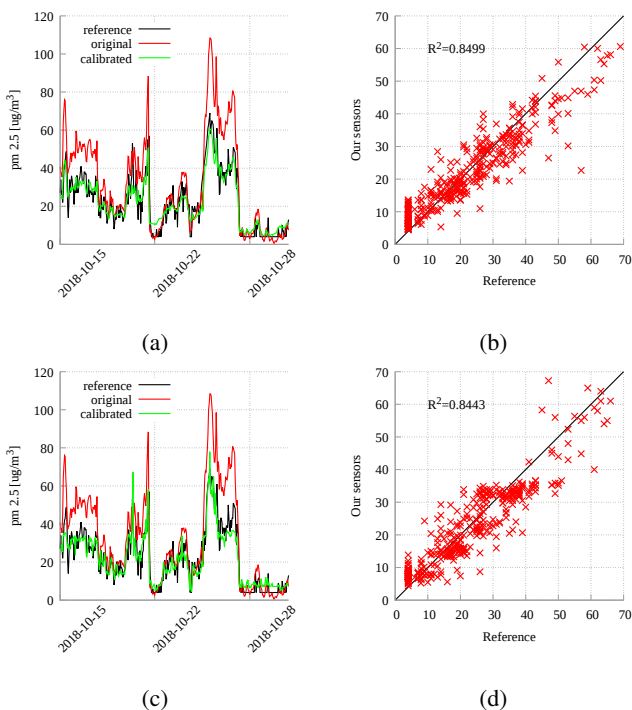 120
100
80
60
40
20
0
pm 2.5 [ug/m³]
reference
original
calibrated
2018-10-15
2018-10-22
2018-10-28
(a)
70
60
50
40
30
20
10
0
Our sensors
R²=0.8499
0 10 20 30 40 50 60 70
Reference
(b)
120
100
80
60
40
20
0
pm 2.5 [ug/m³]
reference
original
calibrated
2018-10-15
2018-10-22
2018-10-28
(c)
70
60
50
40
30
20
10
0
Our sensors
R²=0.8443
0 10 20 30 40 50 60 70
Reference
(d)